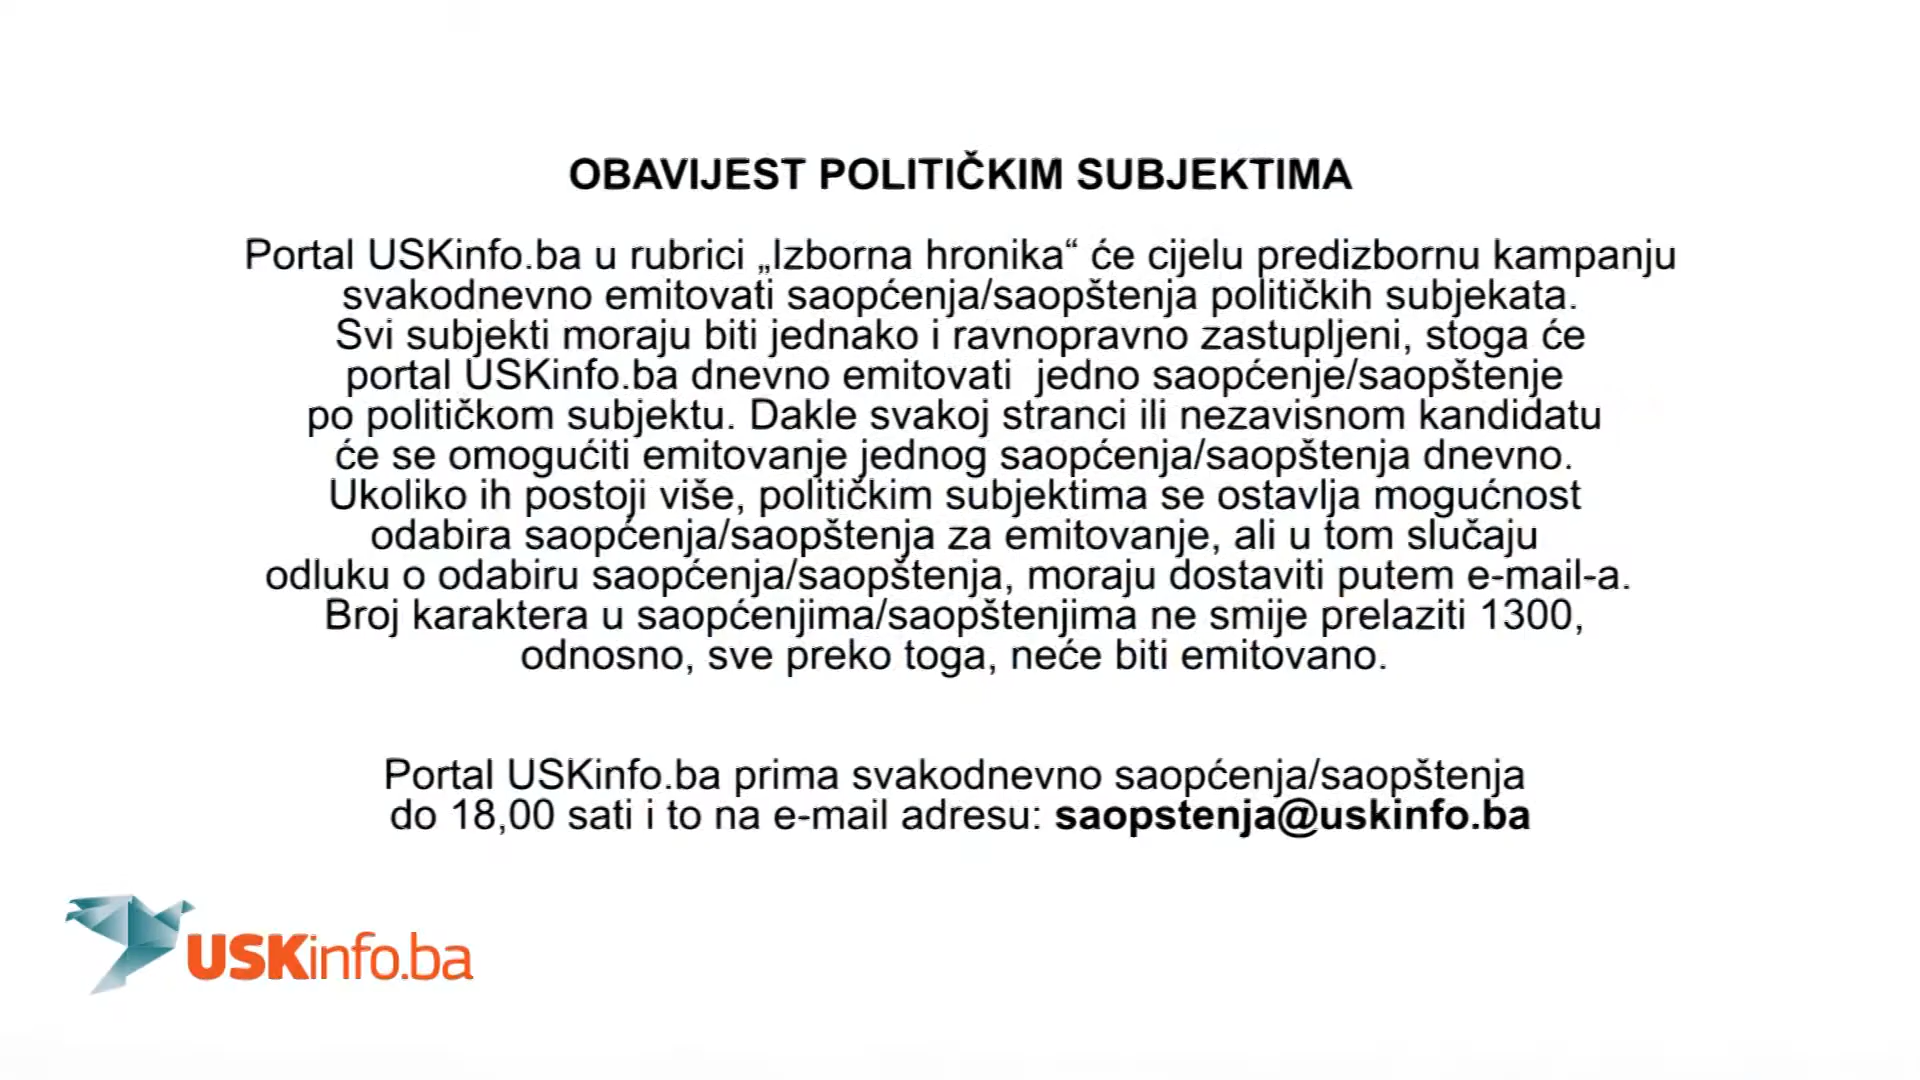 OBAVIJEST POLITIČKIM SUBJEKTIMA
Portal USKinfo.ba u rubrici „Izborna hronika“ će cijelu predizbornu kampanju
svakodnevno emitovati saopćenja/saopštenja političkih subjekata.
Svi subjekti moraju biti jednako i ravnopravno zastupljeni, stoga će
portal USKinfo.ba dnevno emitovati  jedno saopćenje/saopštenje
po političkom subjektu. Dakle svakoj stranci ili nezavisnom kandidatu
će se omogućiti emitovanje jednog saopćenja/saopštenja dnevno.
Ukoliko ih postoji više, političkim subjektima se ostavlja mogućnost
odabira saopćenja/saopštenja za emitovanje, ali u tom slučaju
odluku o odabiru saopćenja/saopštenja, moraju dostaviti putem e-mail-a.
Broj karaktera u saopćenjima/saopštenjima ne smije prelaziti 1300,
odnosno, sve preko toga, neće biti emitovano.
Portal USKinfo.ba prima svakodnevno saopćenja/saopštenja
do 18,00 sati i to na e-mail adresu: saopstenja@uskinfo.ba
USKinfo.ba